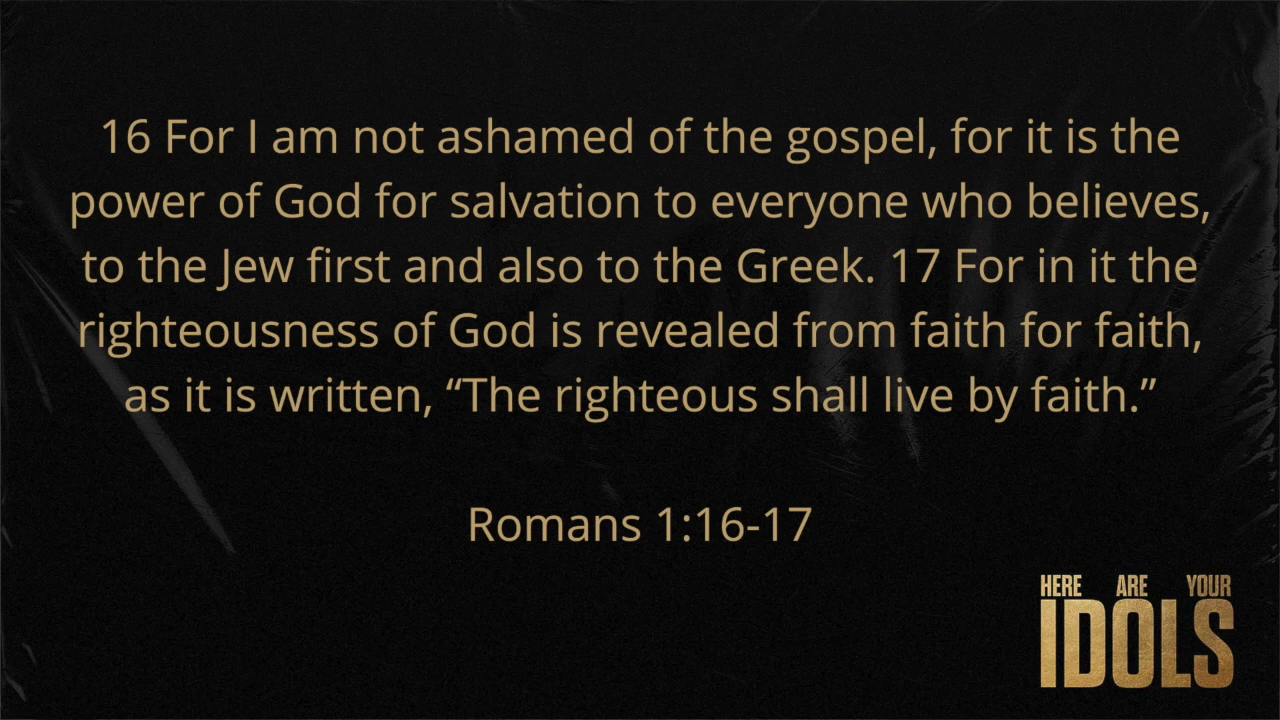 16 For I am not ashamed of the gospel, for it is the
power of God for salvation to everyone who believes,
to the Jew first and also to the Greek. 17 For in it the
righteousness of God is revealed from faith for faith,
as it is written, “The righteous shall live by faith.”
Romans 1:16-17
HERE ARE YOUR
IDOLS